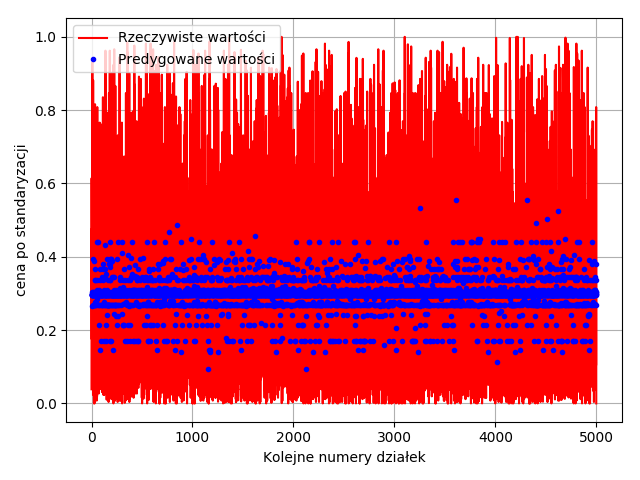 Rzeczywiste wartości
Predygowane wartości
cena po standaryzacji
1.0
0.8
0.6
0.4
0.2
0.0
0 1000 2000 3000 4000 5000
Kolejne numery działek